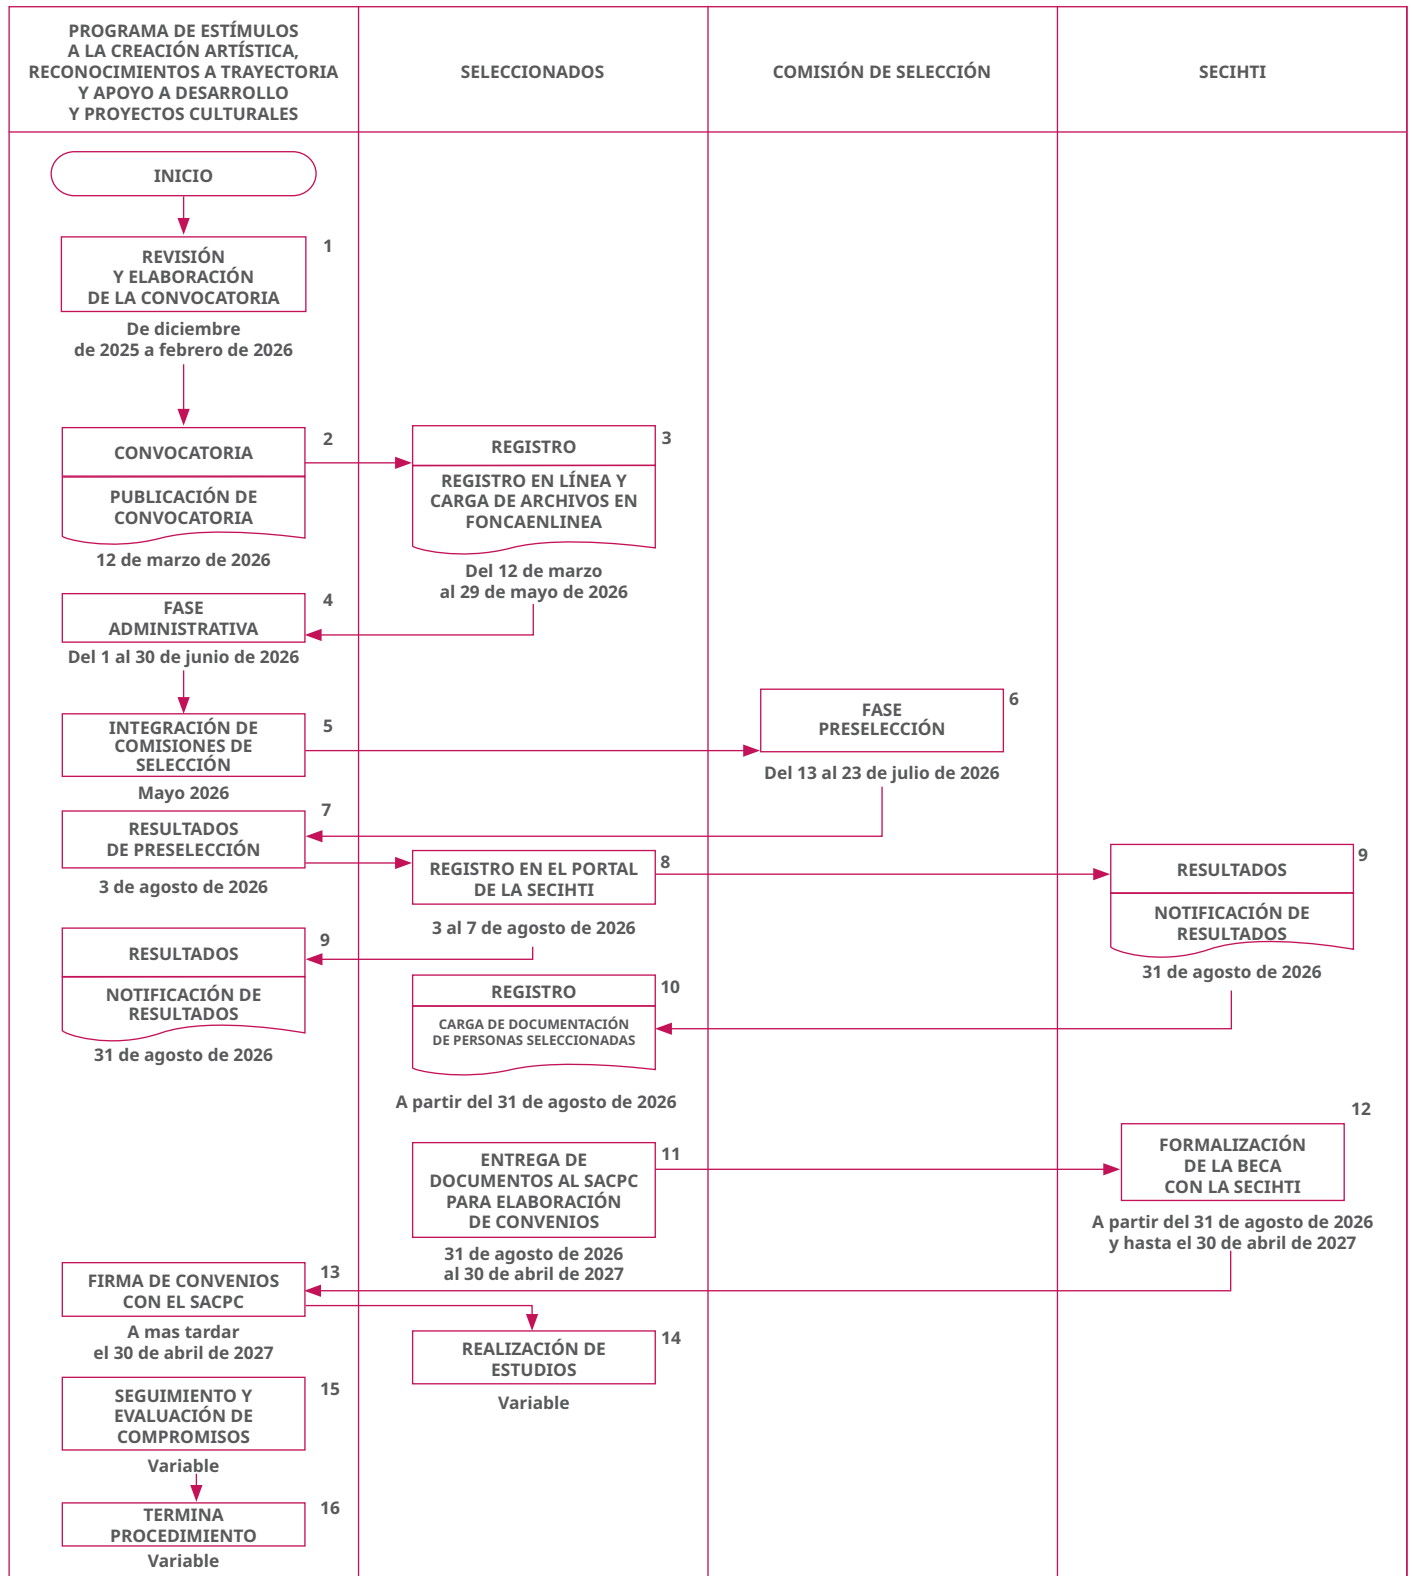 PROGRAMA DE ESTÍMULOS
A LA CREACIÓN ARTÍSTICA,
RECONOCIMIENTOS A TRAYECTORIA
Y APOYO A DESARROLLO
Y PROYECTOS CULTURALES
SELECCIONADOS
COMISIÓN DE SELECCIÓN
SECIHTI
INICIO
1
REVISIÓN
Y ELABORACIÓN
DE LA CONVOCATORIA
De diciembre
de 2025 a febrero de 2026
2
CONVOCATORIA
PUBLICACIÓN DE
CONVOCATORIA
12 de marzo de 2026
3
REGISTRO
REGISTRO EN LÍNEA Y
CARGA DE ARCHIVOS EN
FONCAENLINEA
Del 12 de marzo
al 29 de mayo de 2026
4
FASE
ADMINISTRATIVA
Del 1 al 30 de junio de 2026
5
INTEGRACIÓN DE
COMISIONES DE
SELECCIÓN
Mayo 2026
6
FASE
PRESELECCIÓN
Del 13 al 23 de julio de 2026
7
RESULTADOS
DE PRESELECCIÓN
3 de agosto de 2026
8
REGISTRO EN EL PORTAL
DE LA SECIHTI
3 al 7 de agosto de 2026
9
RESULTADOS
NOTIFICACIÓN DE
RESULTADOS
31 de agosto de 2026
9
RESULTADOS
NOTIFICACIÓN DE
RESULTADOS
31 de agosto de 2026
10
REGISTRO
CARGA DE DOCUMENTACIÓN
DE PERSONAS SELECCIONADAS
A partir del 31 de agosto de 2026
11
ENTREGA DE
DOCUMENTOS AL SACPC
PARA ELABORACIÓN
DE CONVENIOS
31 de agosto de 2026
al 30 de abril de 2027
12
FORMALIZACIÓN
DE LA BECA
CON LA SECIHTI
A partir del 31 de agosto de 2026
y hasta el 30 de abril de 2027
13
FIRMA DE CONVENIOS
CON EL SACPC
A mas tardar
el 30 de abril de 2027
14
REALIZACIÓN DE
ESTUDIOS
Variable
15
SEGUIMIENTO Y
EVALUACIÓN DE
COMPROMISOS
Variable
16
TERMINA
PROCEDIMIENTO
Variable